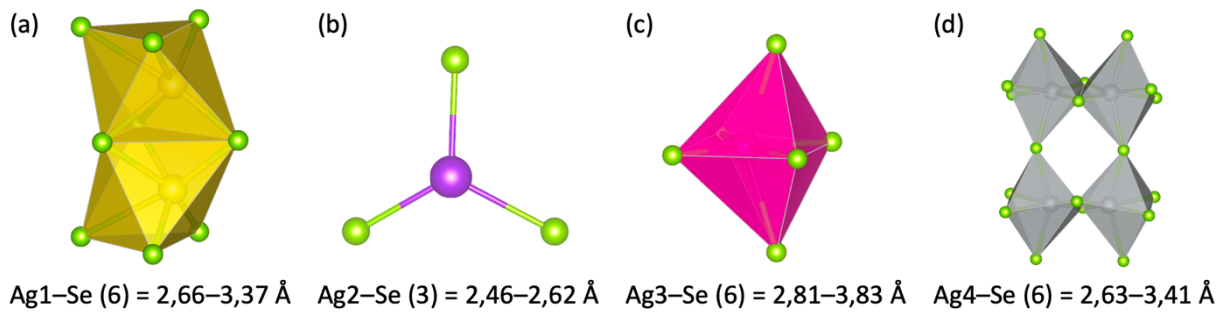 (a) (b) (c) (d)
Ag1–Se (6) = 2,66–3,37 Å Ag2–Se (3) = 2,46–2,62 Å Ag3–Se (6) = 2,81–3,83 Å Ag4–Se (6) = 2,63–3,41 Å